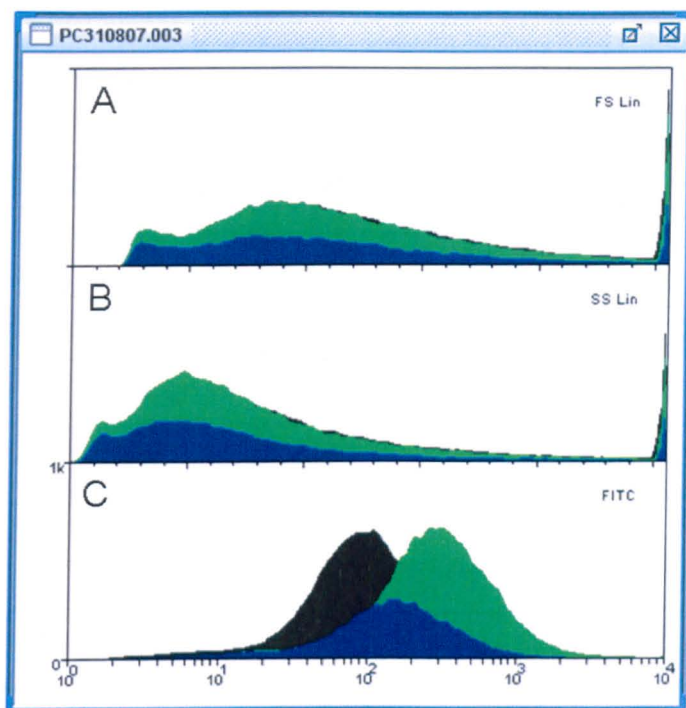 PC310807.003
A
FS Lin
B
SS Lin
1k
C
FITC
0
10⁰ 10¹ 10² 10³ 10⁴